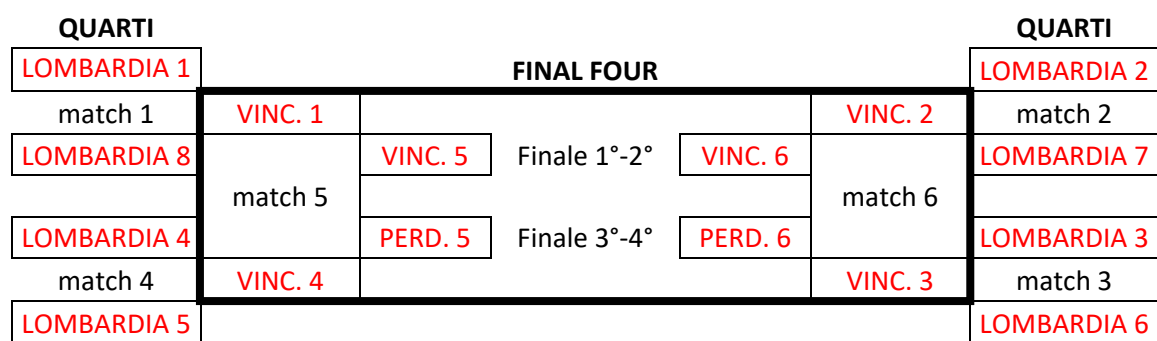 QUARTI QUARTI
LOMBARDIA 1 FINAL FOUR LOMBARDIA 2
match 1 VINC. 1 VINC. 2 match 2
LOMBARDIA 8 VINC. 5 Finale 1°-2° VINC. 6 LOMBARDIA 7
match 5 match 6
LOMBARDIA 4 PERD. 5 Finale 3°-4° PERD. 6 LOMBARDIA 3
match 4 VINC. 4 VINC. 3 match 3
LOMBARDIA 5 LOMBARDIA 6